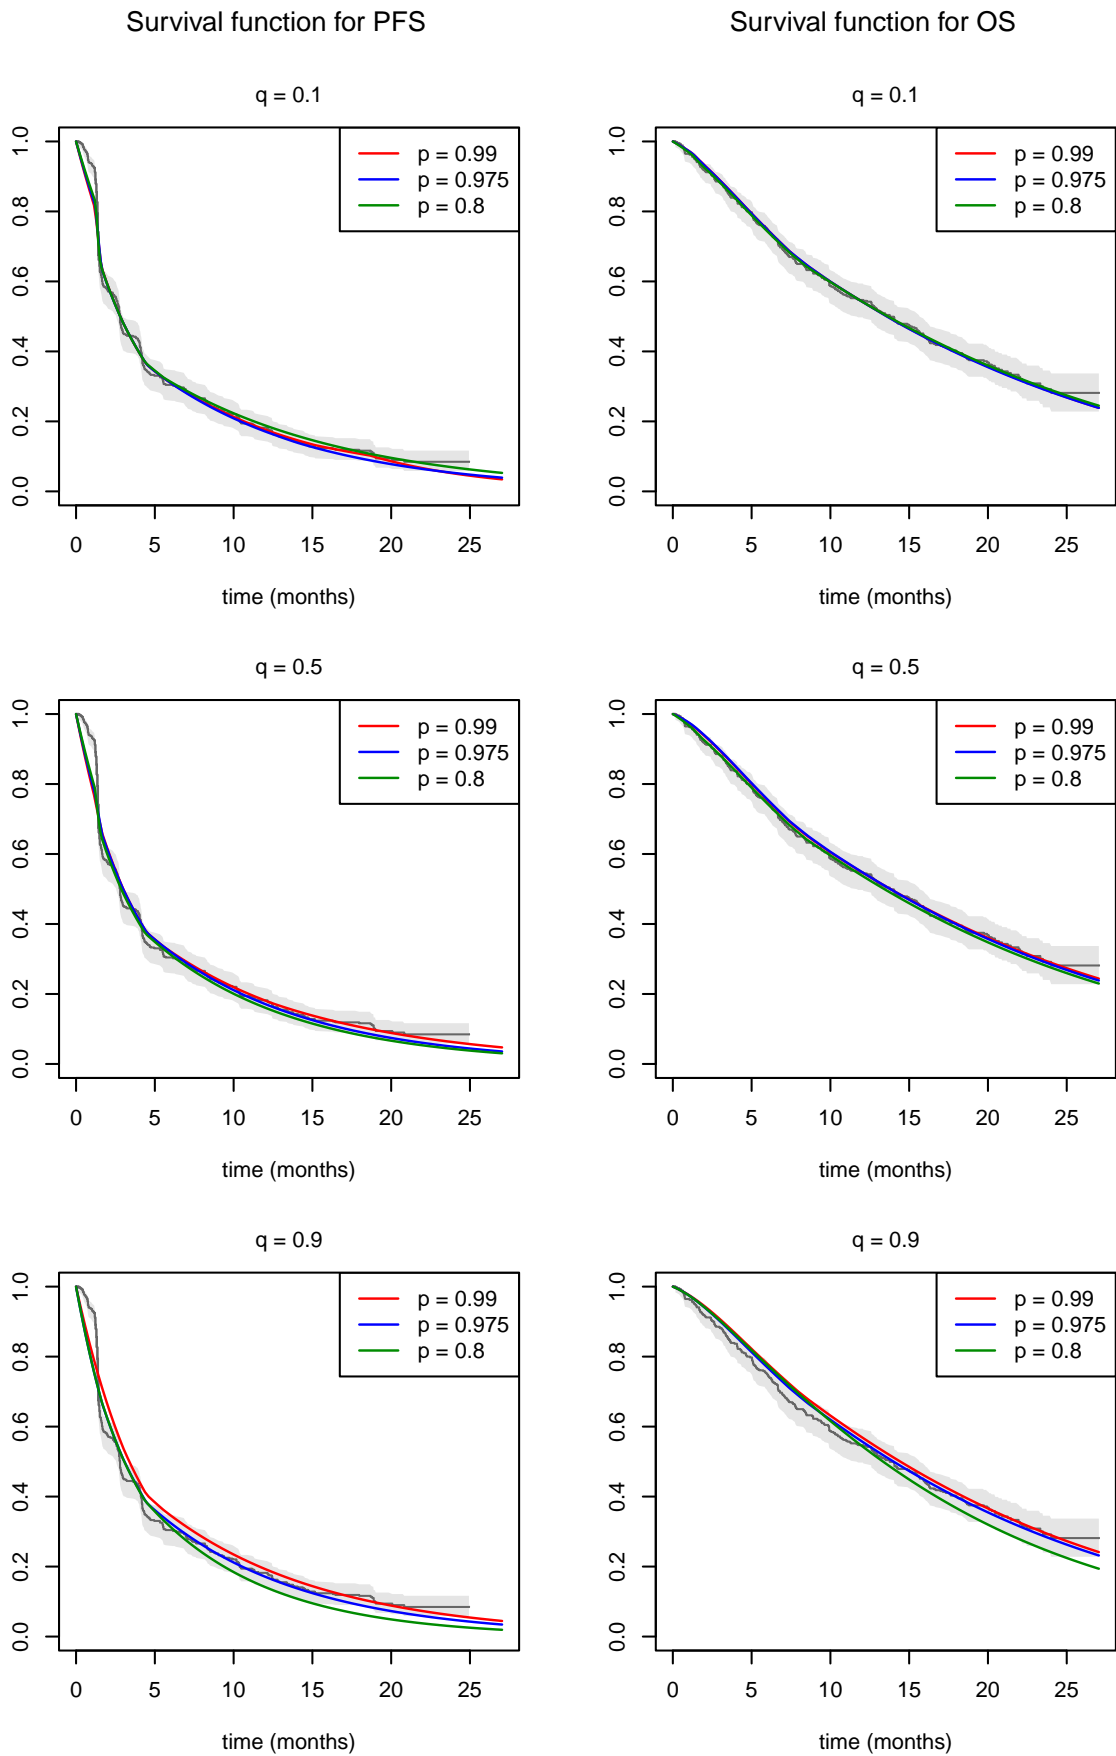 Survival function for PFS
Survival function for OS
q = 0.1
p = 0.99
p = 0.975
p = 0.8
1.0
0.8
0.6
0.4
0.2
0.0
0 5 10 15 20 25
time (months)
q = 0.1
p = 0.99
p = 0.975
p = 0.8
1.0
0.8
0.6
0.4
0.2
0.0
0 5 10 15 20 25
time (months)
q = 0.5
p = 0.99
p = 0.975
p = 0.8
1.0
0.8
0.6
0.4
0.2
0.0
0 5 10 15 20 25
time (months)
q = 0.5
p = 0.99
p = 0.975
p = 0.8
1.0
0.8
0.6
0.4
0.2
0.0
0 5 10 15 20 25
time (months)
q = 0.9
p = 0.99
p = 0.975
p = 0.8
1.0
0.8
0.6
0.4
0.2
0.0
0 5 10 15 20 25
time (months)
q = 0.9
p = 0.99
p = 0.975
p = 0.8
1.0
0.8
0.6
0.4
0.2
0.0
0 5 10 15 20 25
time (months)